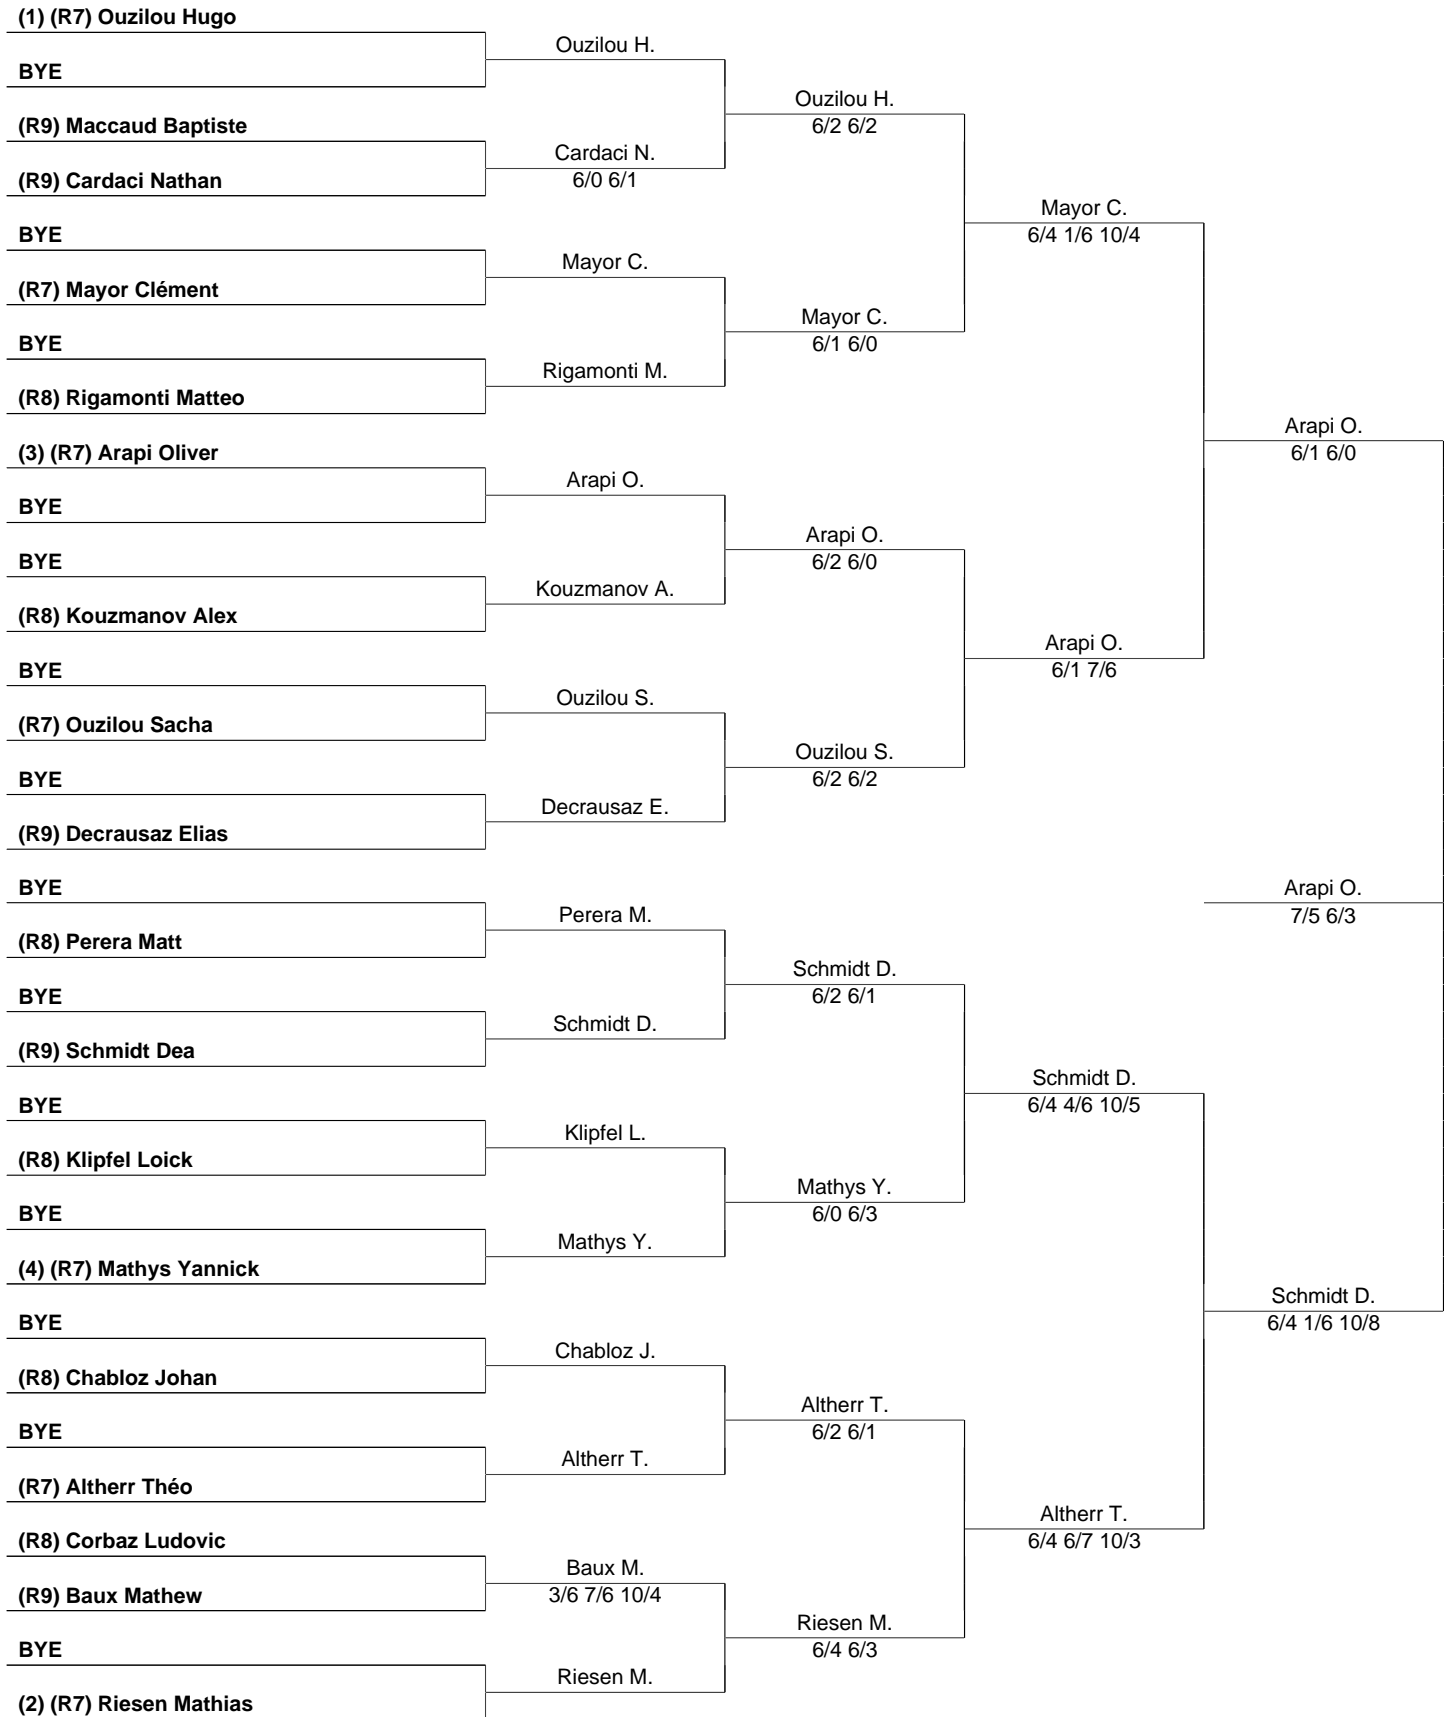 (1) (R7) Ouzilou Hugo
BYE
(R9) Maccaud Baptiste
(R9) Cardaci Nathan
BYE
(R7) Mayor Clément
BYE
(R8) Rigamonti Matteo
(3) (R7) Arapi Oliver
BYE
BYE
(R8) Kouzmanov Alex
BYE
(R7) Ouzilou Sacha
BYE
(R9) Decrausaz Elias
BYE
(R8) Perera Matt
BYE
(R9) Schmidt Dea
BYE
(R8) Klipfel Loick
BYE
(4) (R7) Mathys Yannick
BYE
(R8) Chabloz Johan
BYE
(R7) Altherr Théo
(R8) Corbaz Ludovic
(R9) Baux Mathew
BYE
(2) (R7) Riesen Mathias
Ouzilou H.
Cardaci N.
6/0 6/1
Mayor C.
Rigamonti M.
Arapi O.
Kouzmanov A.
Ouzilou S.
Decrausaz E.
Perera M.
Schmidt D.
Klipfel L.
Mathys Y.
Chabloz J.
Altherr T.
Baux M.
3/6 7/6 10/4
Riesen M.
Ouzilou H.
6/2 6/2
Mayor C.
6/1 6/0
Arapi O.
6/2 6/0
Ouzilou S.
6/2 6/2
Schmidt D.
6/2 6/1
Mathys Y.
6/0 6/3
Altherr T.
6/2 6/1
Riesen M.
6/4 6/3
Mayor C.
6/4 1/6 10/4
Arapi O.
6/1 7/6
Schmidt D.
6/4 4/6 10/5
Altherr T.
6/4 6/7 10/3
Arapi O.
6/1 6/0
Arapi O.
7/5 6/3
Schmidt D.
6/4 1/6 10/8